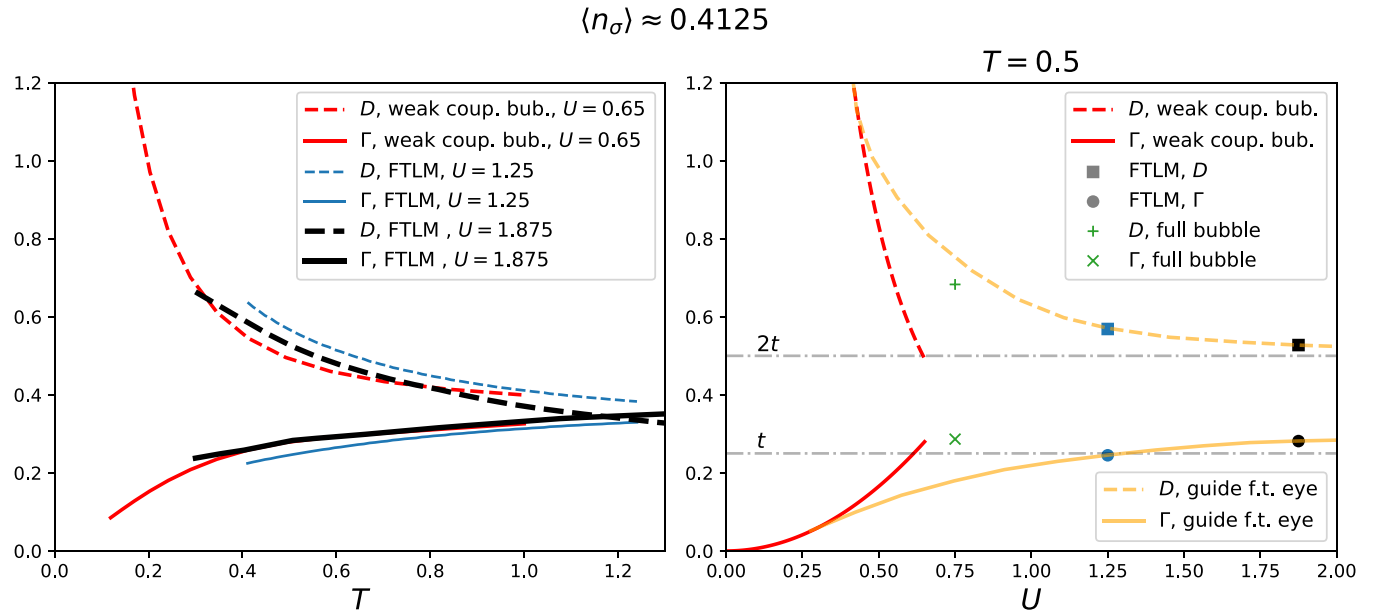 ⟨n_σ⟩ ≈ 0.4125
1.2
1.0
0.8
0.6
0.4
0.2
0.0
0.0
0.2
0.4
0.6
0.8
1.0
1.2
T
D, weak coup. bub., U = 0.65
Γ, weak coup. bub., U = 0.65
D, FTLM, U = 1.25
Γ, FTLM, U = 1.25
D, FTLM , U = 1.875
Γ, FTLM , U = 1.875
T = 0.5
1.2
1.0
0.8
0.6
0.4
0.2
0.0
0.00
0.25
0.50
0.75
1.00
1.25
1.50
1.75
2.00
U
D, weak coup. bub.
Γ, weak coup. bub.
FTLM, D
FTLM, Γ
D, full bubble
Γ, full bubble
2t
t
D, guide f.t. eye
Γ, guide f.t. eye